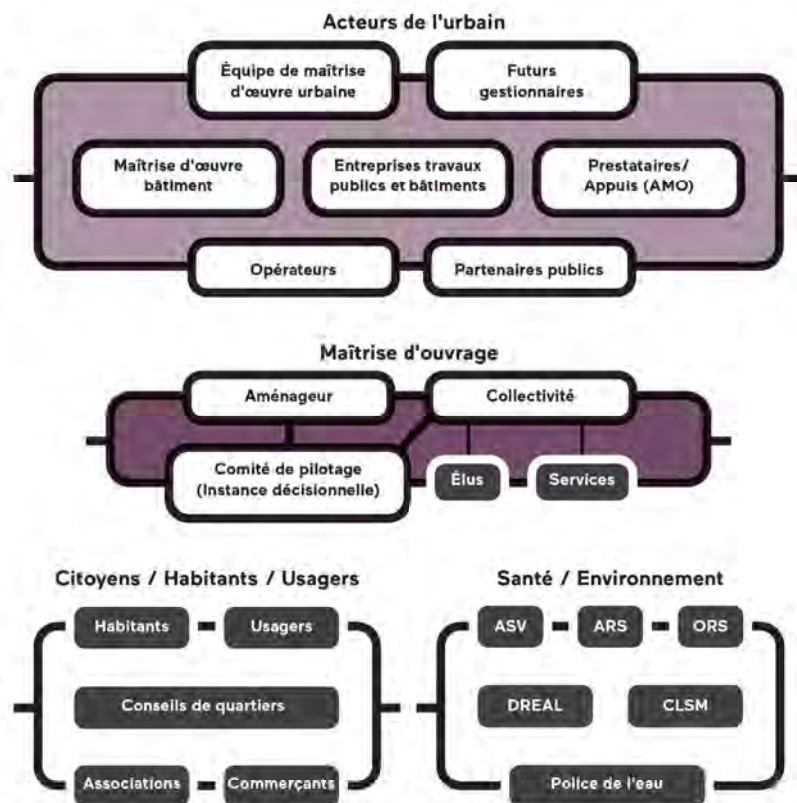 Acteurs de l'urbain
Équipe de maîtrise
d'œuvre urbaine
Futurs
gestionnaires
Maîtrise d'œuvre
bâtiment
Entreprises travaux
publics et bâtiments
Prestataires/
Appuis (AMO)
Opérateurs
Partenaires publics
Maîtrise d'ouvrage
Aménageur
Collectivité
Comité de pilotage
(Instance décisionnelle)
Élus
Services
Citoyens / Habitants / Usagers
Habitants
Usagers
Conseils de quartiers
Associations
Commerçants
Santé / Environnement
ASV
ARS
ORS
DREAL
CLSM
Police de l'eau